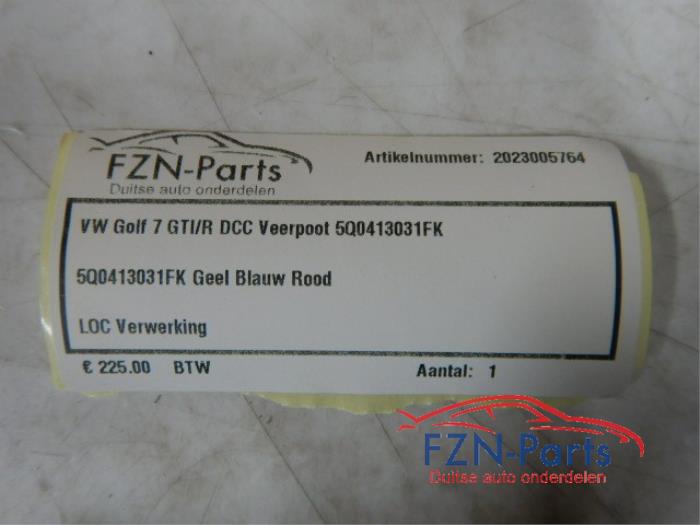 FZN-Parts
Duitse auto onderdelen
Artikelnummer: 2023005764
VW Golf 7 GTI/R DCC Veerpoot 5Q0413031FK
5Q0413031FK Geel Blauw Rood
LOC Verwerking
€ 225.00 BTW
Aantal: 1
FZN-Parts
Duitse auto onderdelen